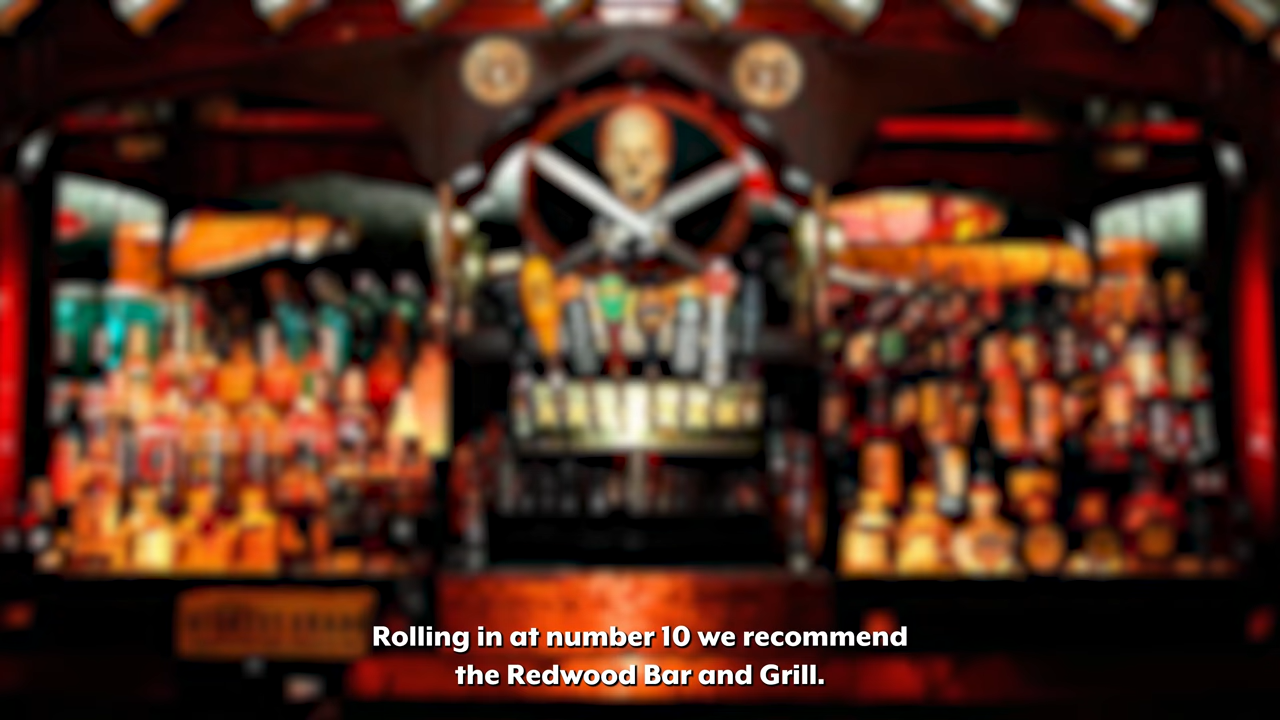 Rolling in at number 10 we recommend
the Redwood Bar and Grill.